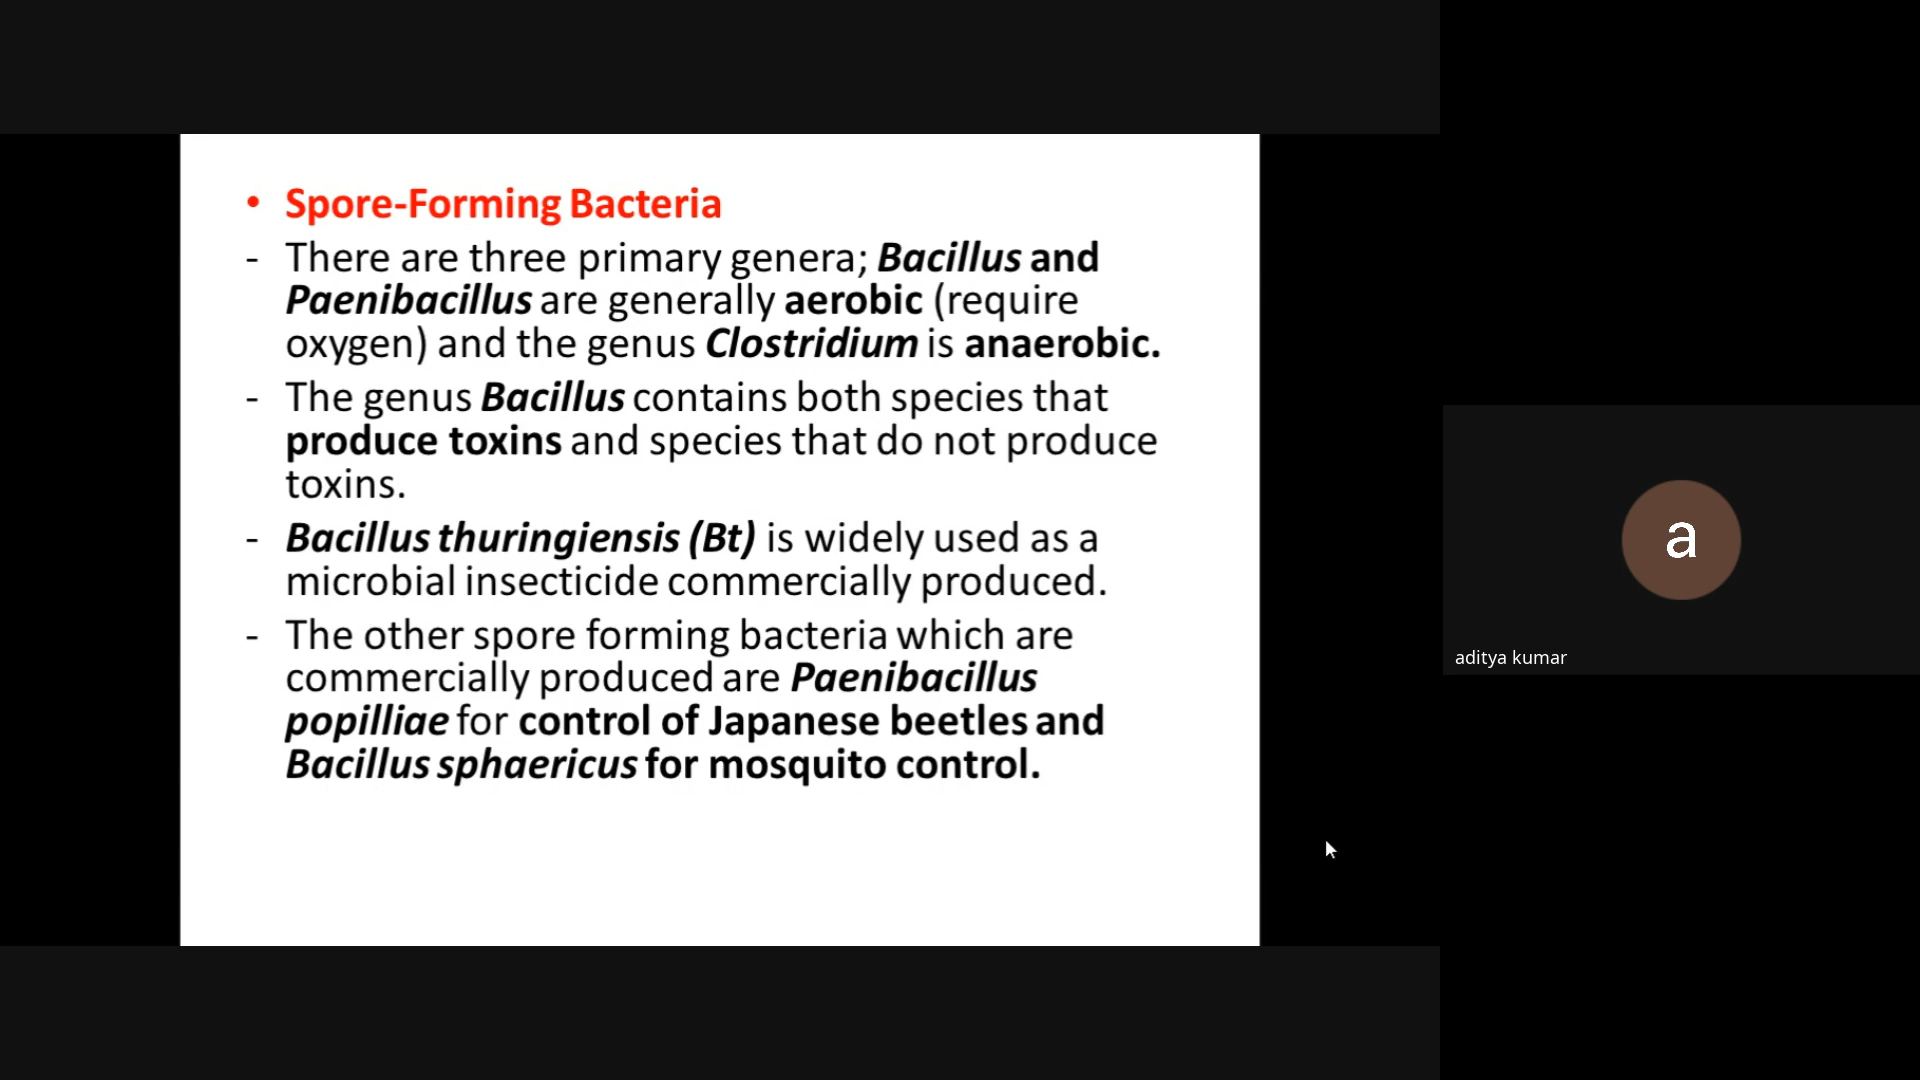 • Spore-Forming Bacteria
- There are three primary genera; Bacillus and
Paenibacillus are generally aerobic (require
oxygen) and the genus Clostridium is anaerobic.
- The genus Bacillus contains both species that
produce toxins and species that do not produce
toxins.
- Bacillus thuringiensis (Bt) is widely used as a
microbial insecticide commercially produced.
- The other spore forming bacteria which are
commercially produced are Paenibacillus
popilliae for control of Japanese beetles and
Bacillus sphaericus for mosquito control.
a
aditya kumar